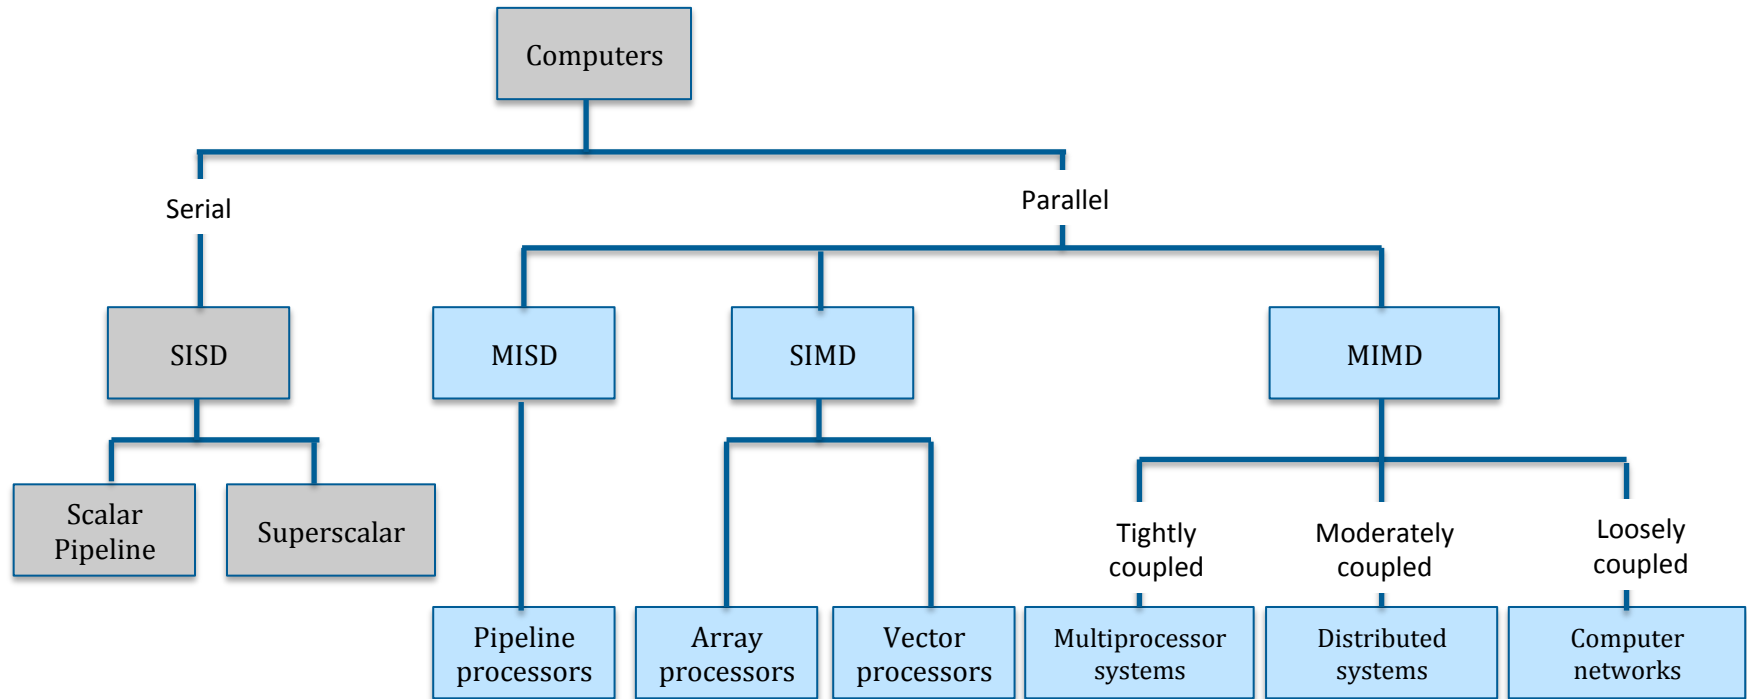 Computers
Serial
Parallel
SISD
MISD
SIMD
MIMD
Scalar
Pipeline
Superscalar
Tightly
coupled
Moderately
coupled
Loosely
coupled
Pipeline
processors
Array
processors
Vector
processors
Multiprocessor
systems
Distributed
systems
Computer
networks